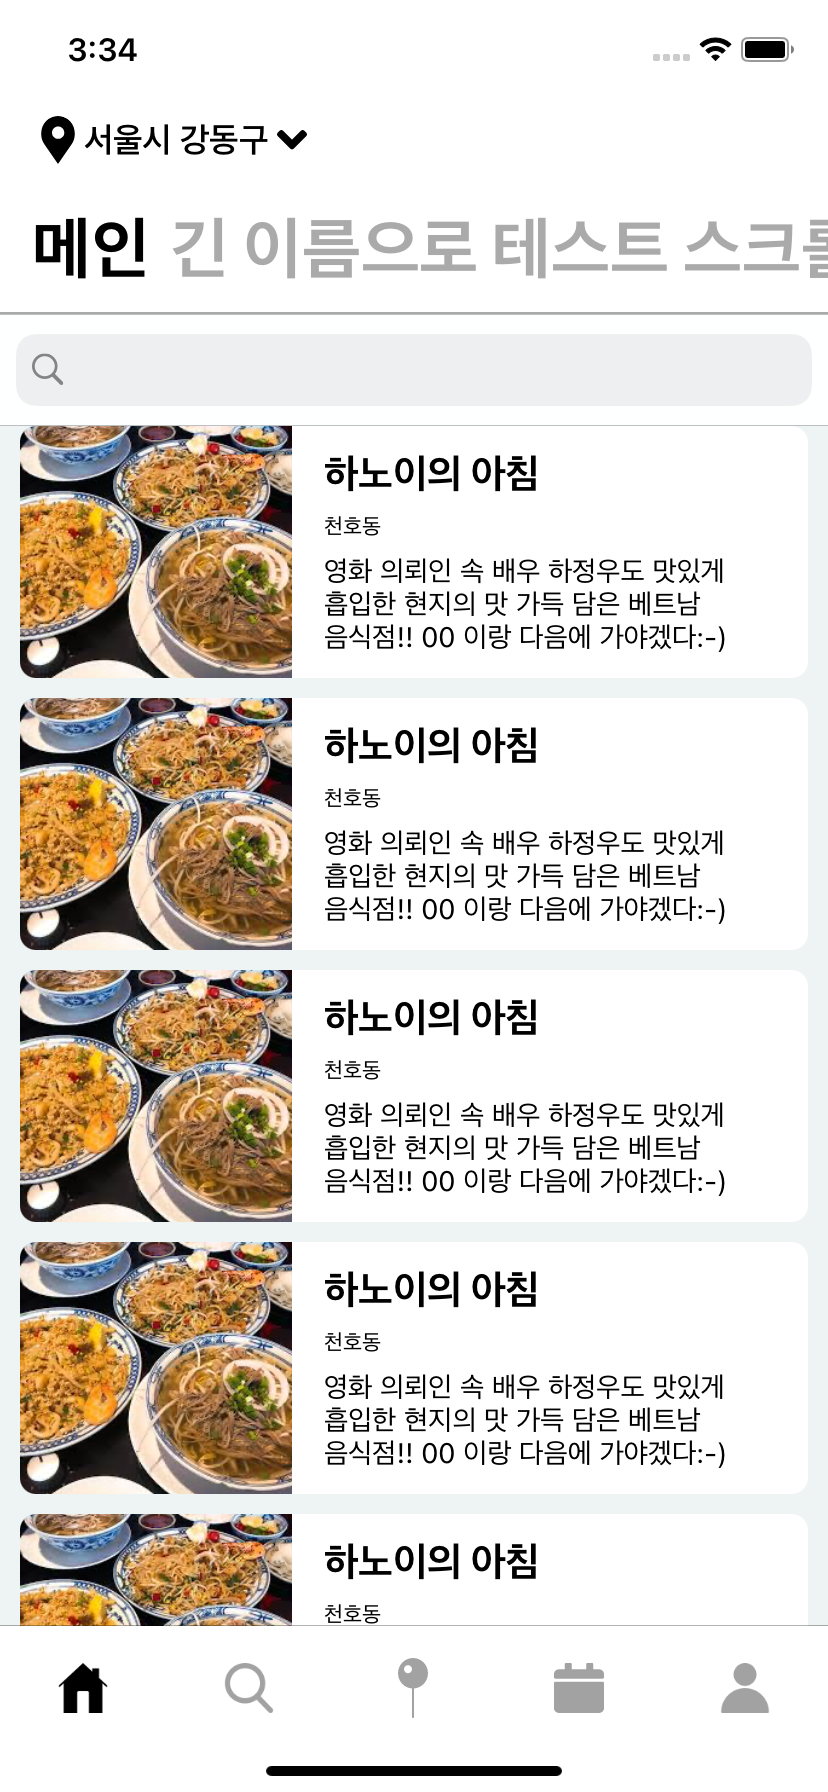 3:34
서울시 강동구
메인 긴 이름으로 테스트 스크롤
하노이의 아침
천호동
영화 의뢰인 속 배우 하정우도 맛있게
흡입한 현지의 맛 가득 담은 베트남
음식점!! 00 이랑 다음에 가야겠다:-)
하노이의 아침
천호동
영화 의뢰인 속 배우 하정우도 맛있게
흡입한 현지의 맛 가득 담은 베트남
음식점!! 00 이랑 다음에 가야겠다:-)
하노이의 아침
천호동
영화 의뢰인 속 배우 하정우도 맛있게
흡입한 현지의 맛 가득 담은 베트남
음식점!! 00 이랑 다음에 가야겠다:-)
하노이의 아침
천호동
영화 의뢰인 속 배우 하정우도 맛있게
흡입한 현지의 맛 가득 담은 베트남
음식점!! 00 이랑 다음에 가야겠다:-)
하노이의 아침
천호동